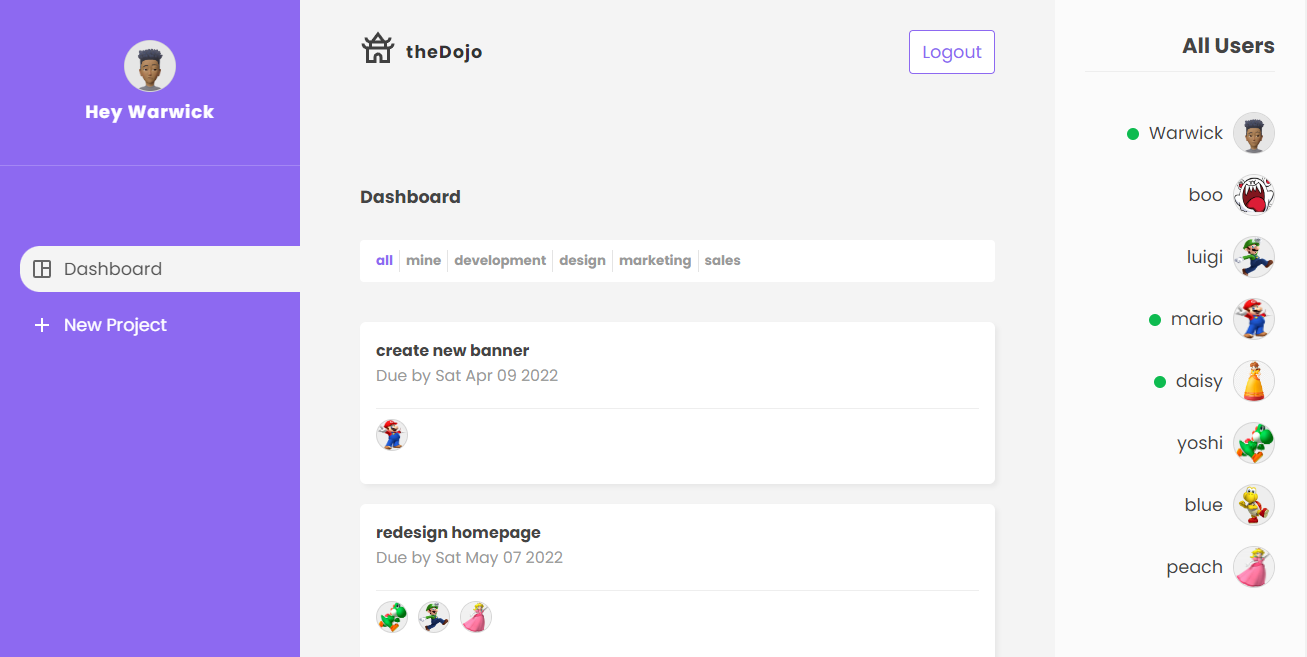 Hey Warwick
Dashboard
New Project
theDojo
Logout
Dashboard
all mine development design marketing sales
create new banner
Due by Sat Apr 09 2022
redesign homepage
Due by Sat May 07 2022
All Users
Warwick
boo
luigi
mario
daisy
yoshi
blue
peach